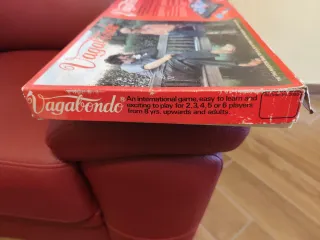 Vagabondo
Vagabondo
An international game, easy to learn and
exciting to play for 2,3,4,5 or 6 players
from 8 yrs. upwards and adults.